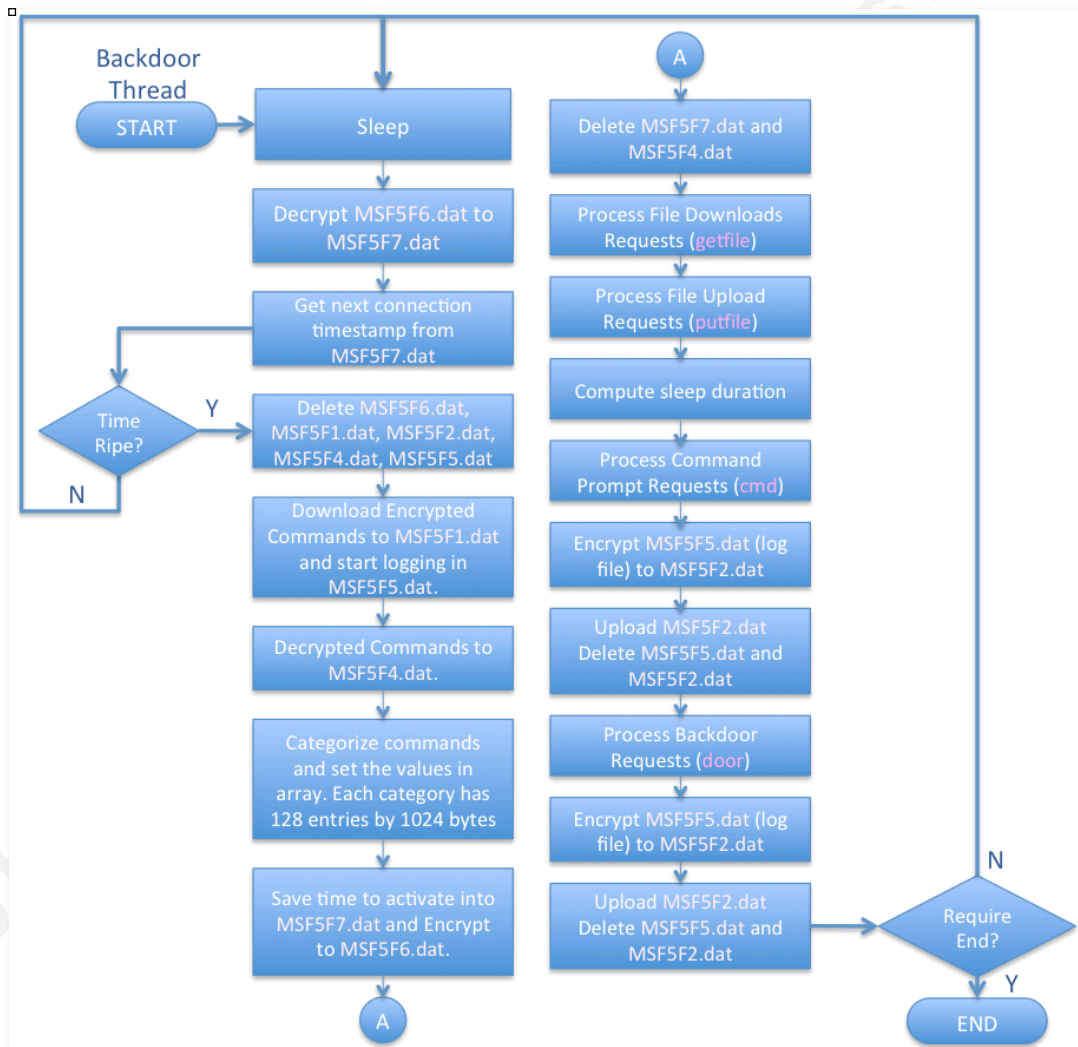 Backdoor
Thread
START
Sleep
Decrypt MSF5F6.dat to
MSF5F7.dat
Get next connection
timestamp from
MSF5F7.dat
Time
Ripe?
Y
N
Delete MSF5F6.dat,
MSF5F1.dat, MSF5F2.dat,
MSF5F4.dat, MSF5F5.dat
Download Encrypted
Commands to MSF5F1.dat
and start logging in
MSF5F5.dat.
Decrypted Commands to
MSF5F4.dat.
Categorize commands
and set the values in
array. Each category has
128 entries by 1024 bytes
Save time to activate into
MSF5F7.dat and Encrypt
to MSF5F6.dat.
A
A
Delete MSF5F7.dat and
MSF5F4.dat
Process File Downloads
Requests (getfile)
Process File Upload
Requests (putfile)
Compute sleep duration
Process Command
Prompt Requests (cmd)
Encrypt MSF5F5.dat (log
file) to MSF5F2.dat
Upload MSF5F2.dat
Delete MSF5F5.dat and
MSF5F2.dat
Process Backdoor
Requests (door)
Encrypt MSF5F5.dat (log
file) to MSF5F2.dat
Upload MSF5F2.dat
Delete MSF5F5.dat and
MSF5F2.dat
N
Require
End?
Y
END